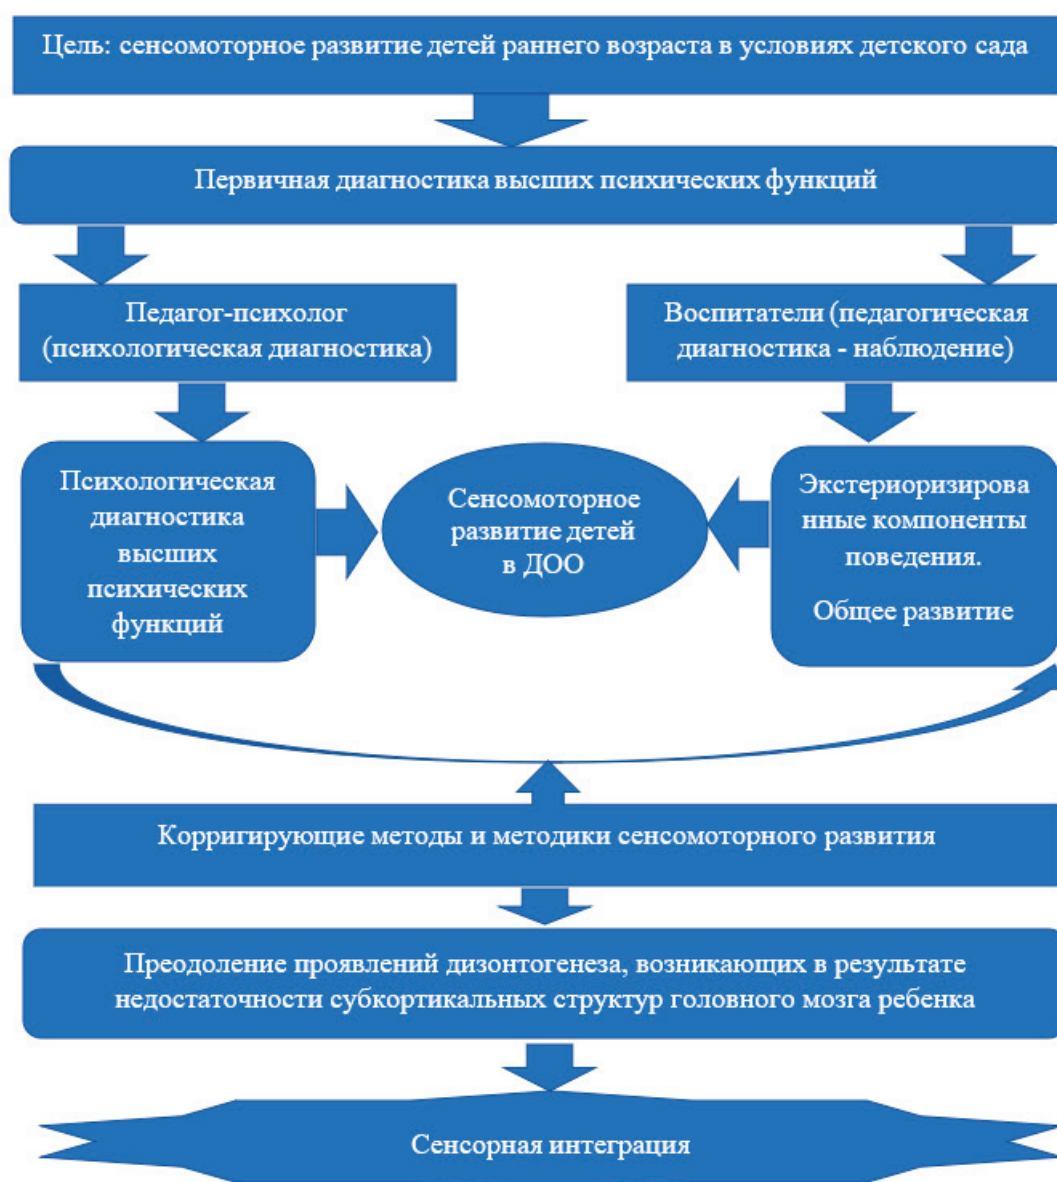 Цель: сенсомоторное развитие детей раннего возраста в условиях детского сада
Первичная диагностика высших психических функций
Педагог-психолог
(психологическая диагностика)
Воспитатели (педагогическая
диагностика - наблюдение)
Психологическая
диагностика
высших
психических
функций
Сенсомоторное
развитие детей
в ДОО
Экстериоризирова
нные компоненты
поведения.
Общее развитие
Корригирующие методы и методики сенсомоторного развития
Преодоление проявлений дизонтогенеза, возникающих в результате
недостаточности субкортикальных структур головного мозга ребенка
Сенсорная интеграция